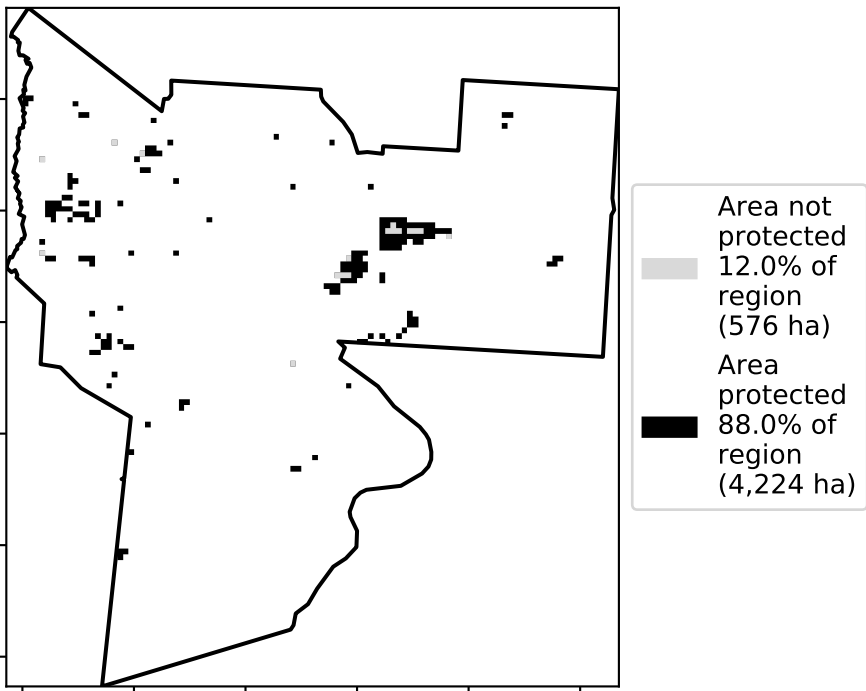 Area not
protected
12.0% of
region
(576 ha)
Area
protected
88.0% of
region
(4,224 ha)